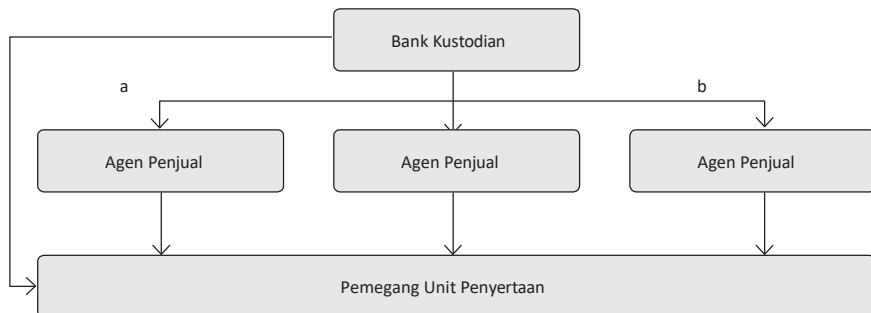 Bank Kustodian
a
b
Agen Penjual
Agen Penjual
Agen Penjual
Pemegang Unit Penyertaan